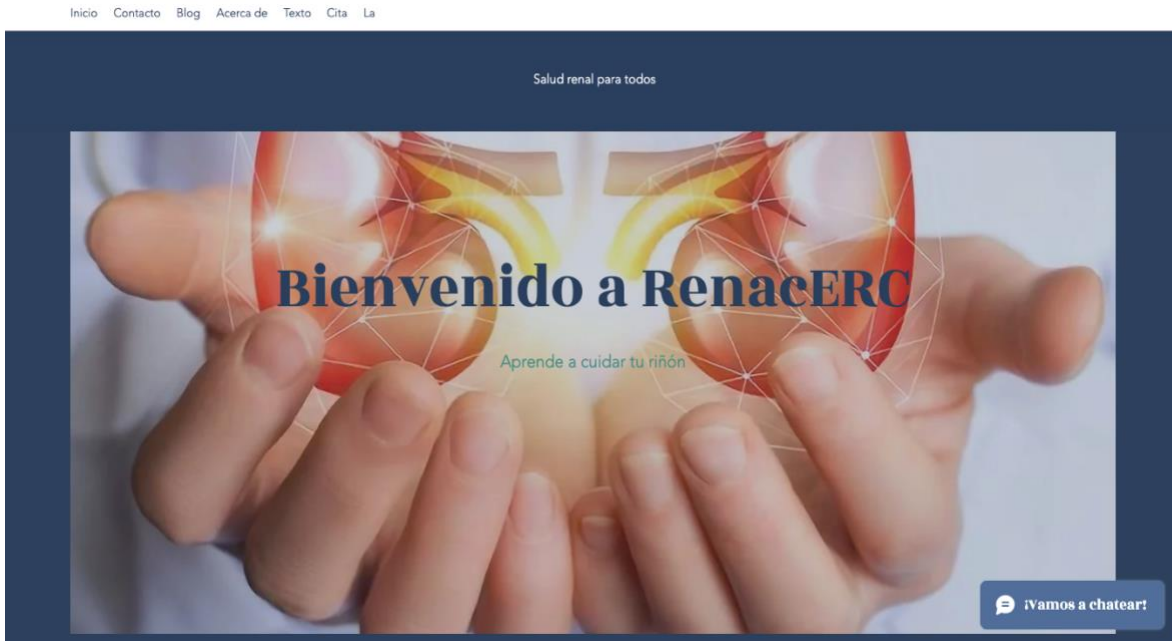 Inicio Contacto Blog Acerca de Texto Cita La
Salud renal para todos
Bienvenido a RenacERC
Aprende a cuidar tu riñón
¡Vamos a chatear!